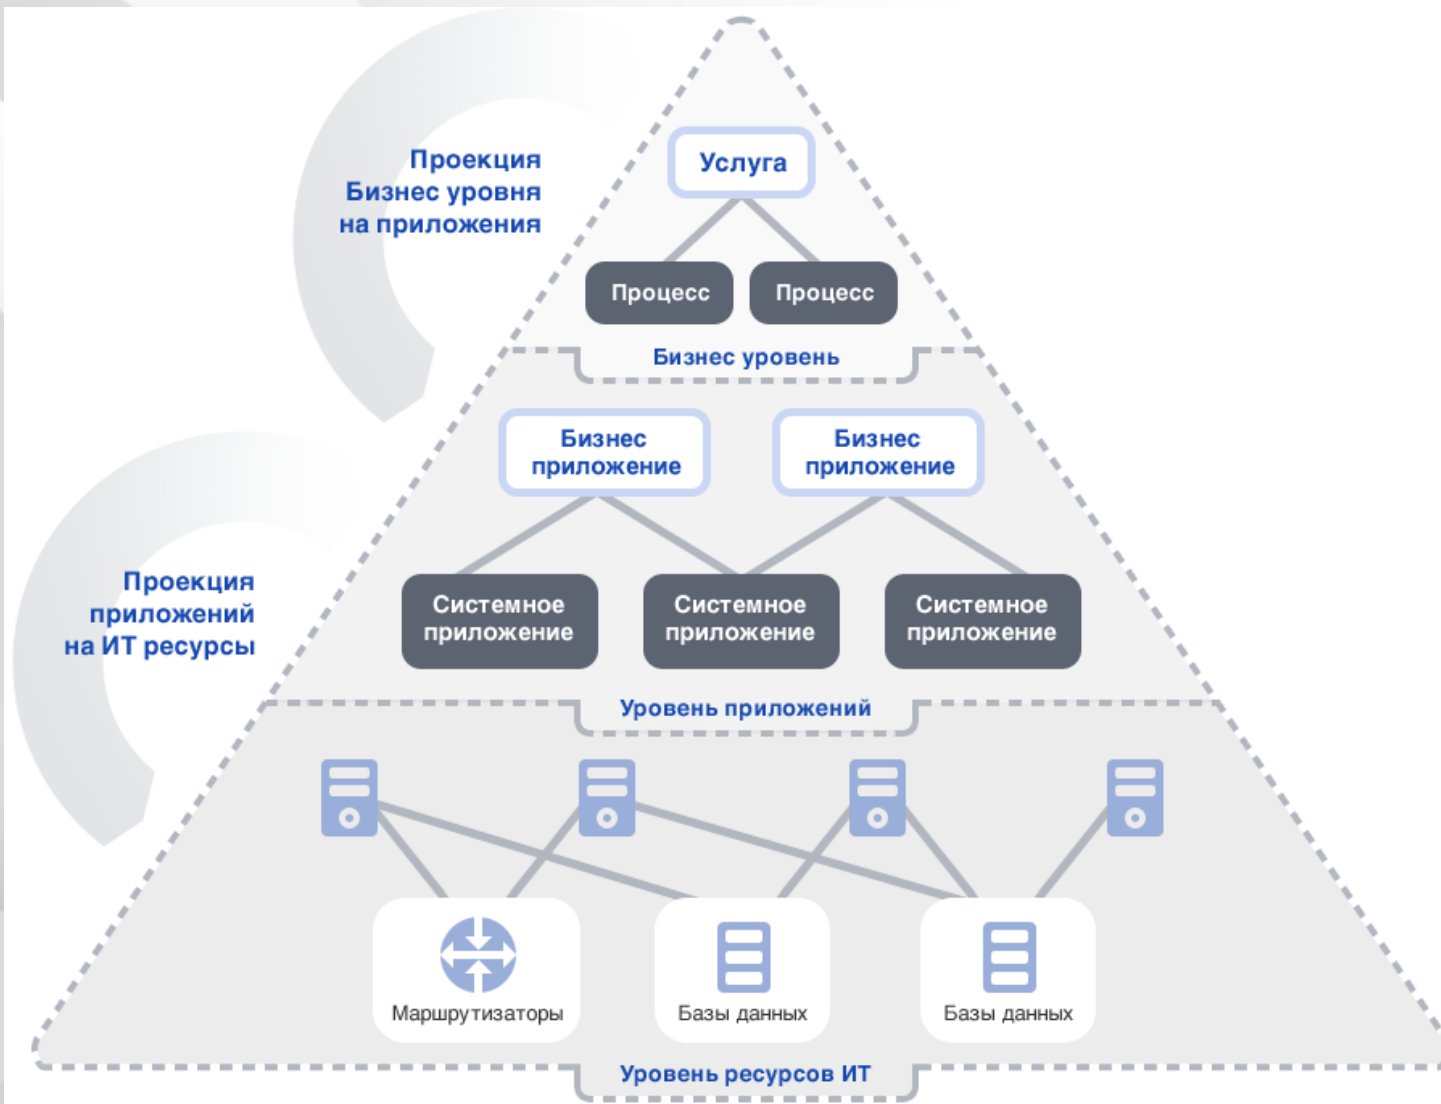 Проекция
Бизнес уровня
на приложения
Услуга
Процесс
Процесс
Бизнес уровень
Бизнес
приложение
Бизнес
приложение
Проекция
приложений
на ИТ ресурсы
Системное
приложение
Системное
приложение
Системное
приложение
Уровень приложений
Маршрутизаторы
Базы данных
Базы данных
Уровень ресурсов ИТ